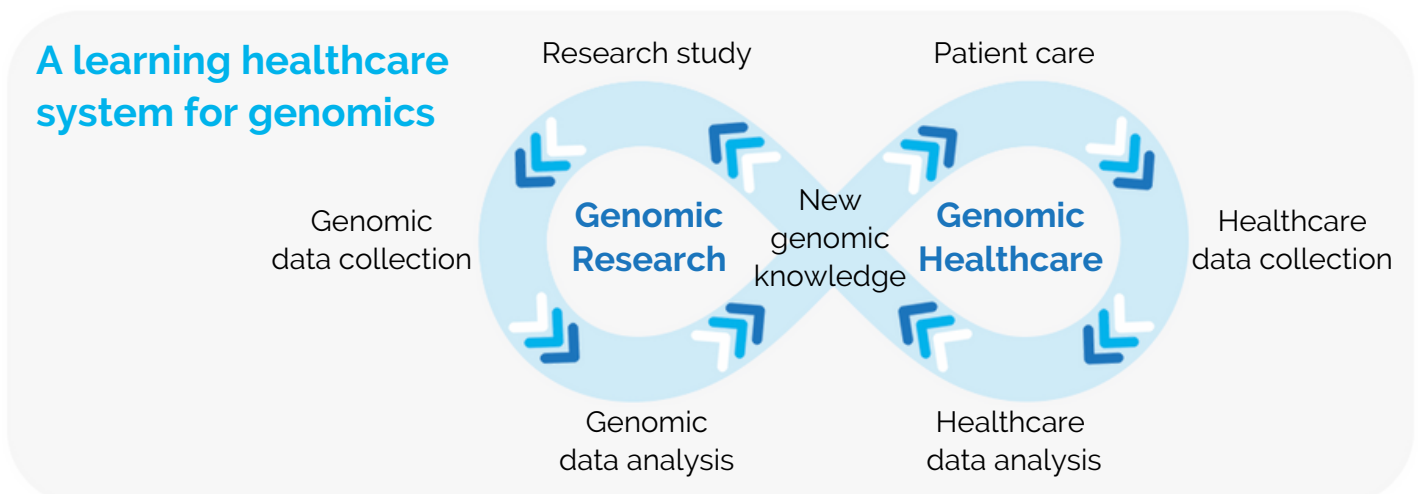 A learning healthcare
system for genomics
Research study
Patient care
Genomic
data collection
Genomic
Research
New
genomic
knowledge
Genomic
Healthcare
Healthcare
data collection
Genomic
data analysis
Healthcare
data analysis